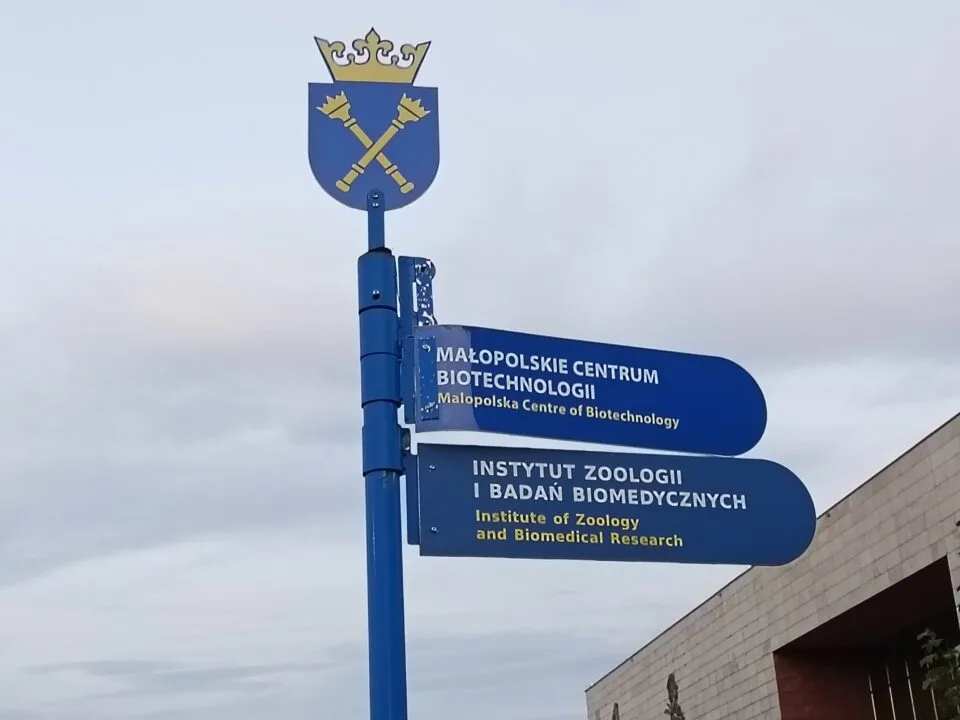 MAŁOPOLSKIE CENTRUM
BIOTECHNOLOGII
Malopolska Centre of Biotechnology
INSTYTUT ZOOLOGII
I BADAŃ BIOMEDYCZNYCH
Institute of Zoology
and Biomedical Research